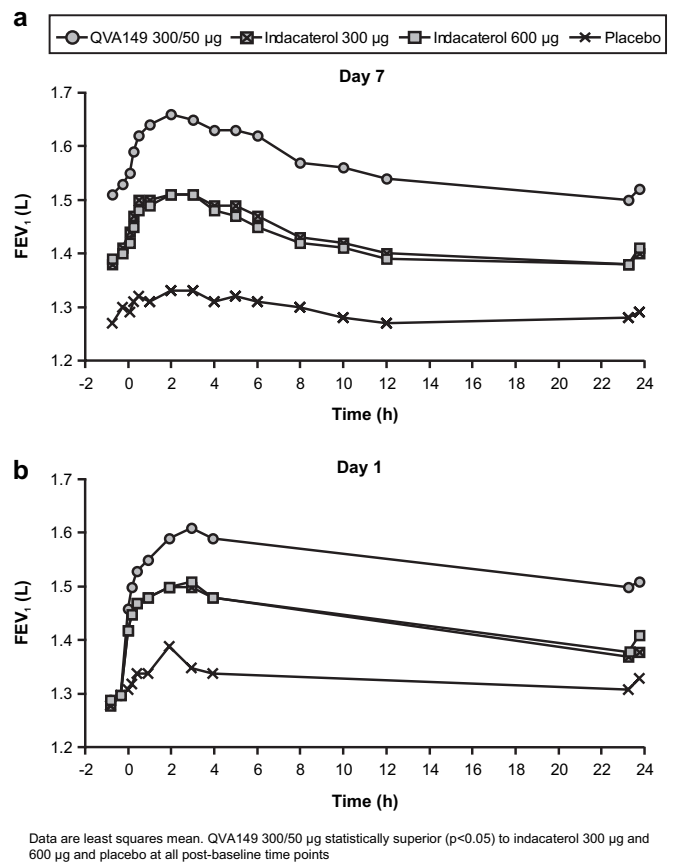 a
QVA149 300/50 µg Indacaterol 300 µg Indacaterol 600 µg Placebo
Day 7
1.7
1.6
1.5
1.4
1.3
1.2
FEV₁ (L)
-2 0 2 4 6 8 10 12 14 16 18 20 22 24
Time (h)
b
Day 1
1.7
1.6
1.5
1.4
1.3
1.2
FEV₁ (L)
-2 0 2 4 6 8 10 12 14 16 18 20 22 24
Time (h)
Data are least squares mean. QVA149 300/50 µg statistically superior (p<0.05) to indacaterol 300 µg and
600 µg and placebo at all post-baseline time points